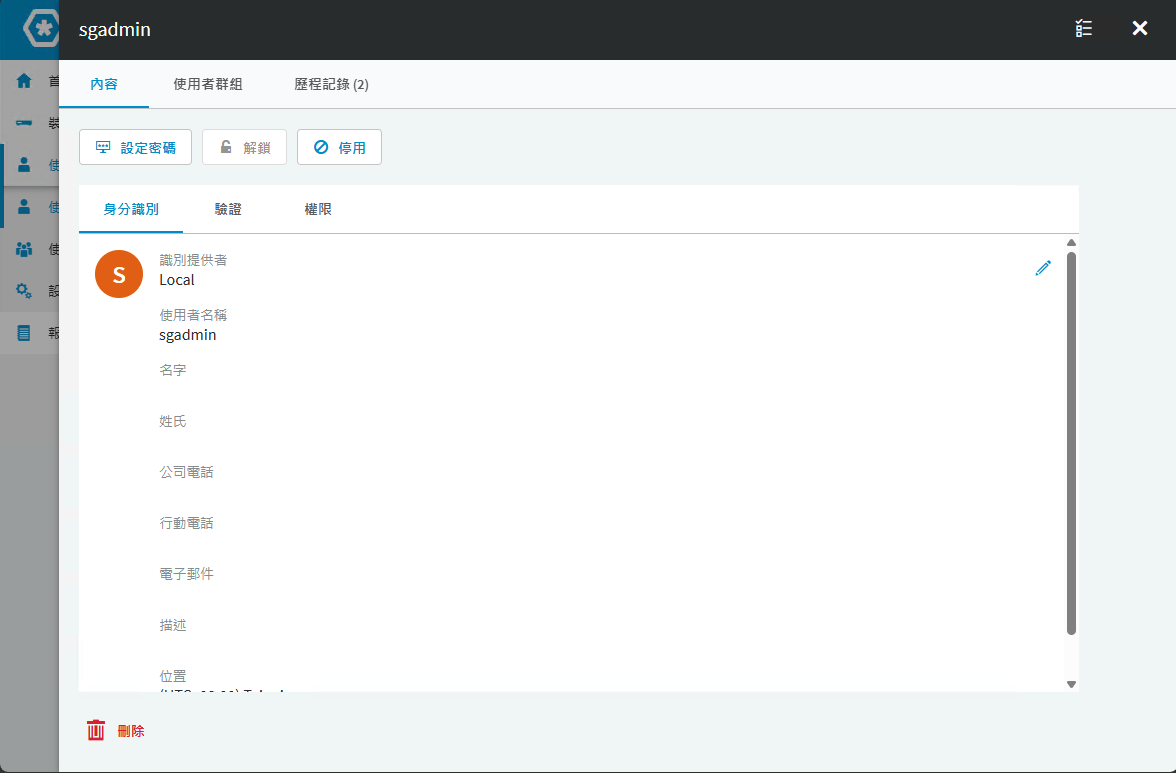 sgadmin
內容
使用者群組
歷程記錄 (2)
設定密碼
解鎖
停用
身分識別
驗證
權限
S
識別提供者
Local
使用者名稱
sgadmin
名字
姓氏
公司電話
行動電話
電子郵件
描述
位置
刪除
首
裝
使
使
使
設
報